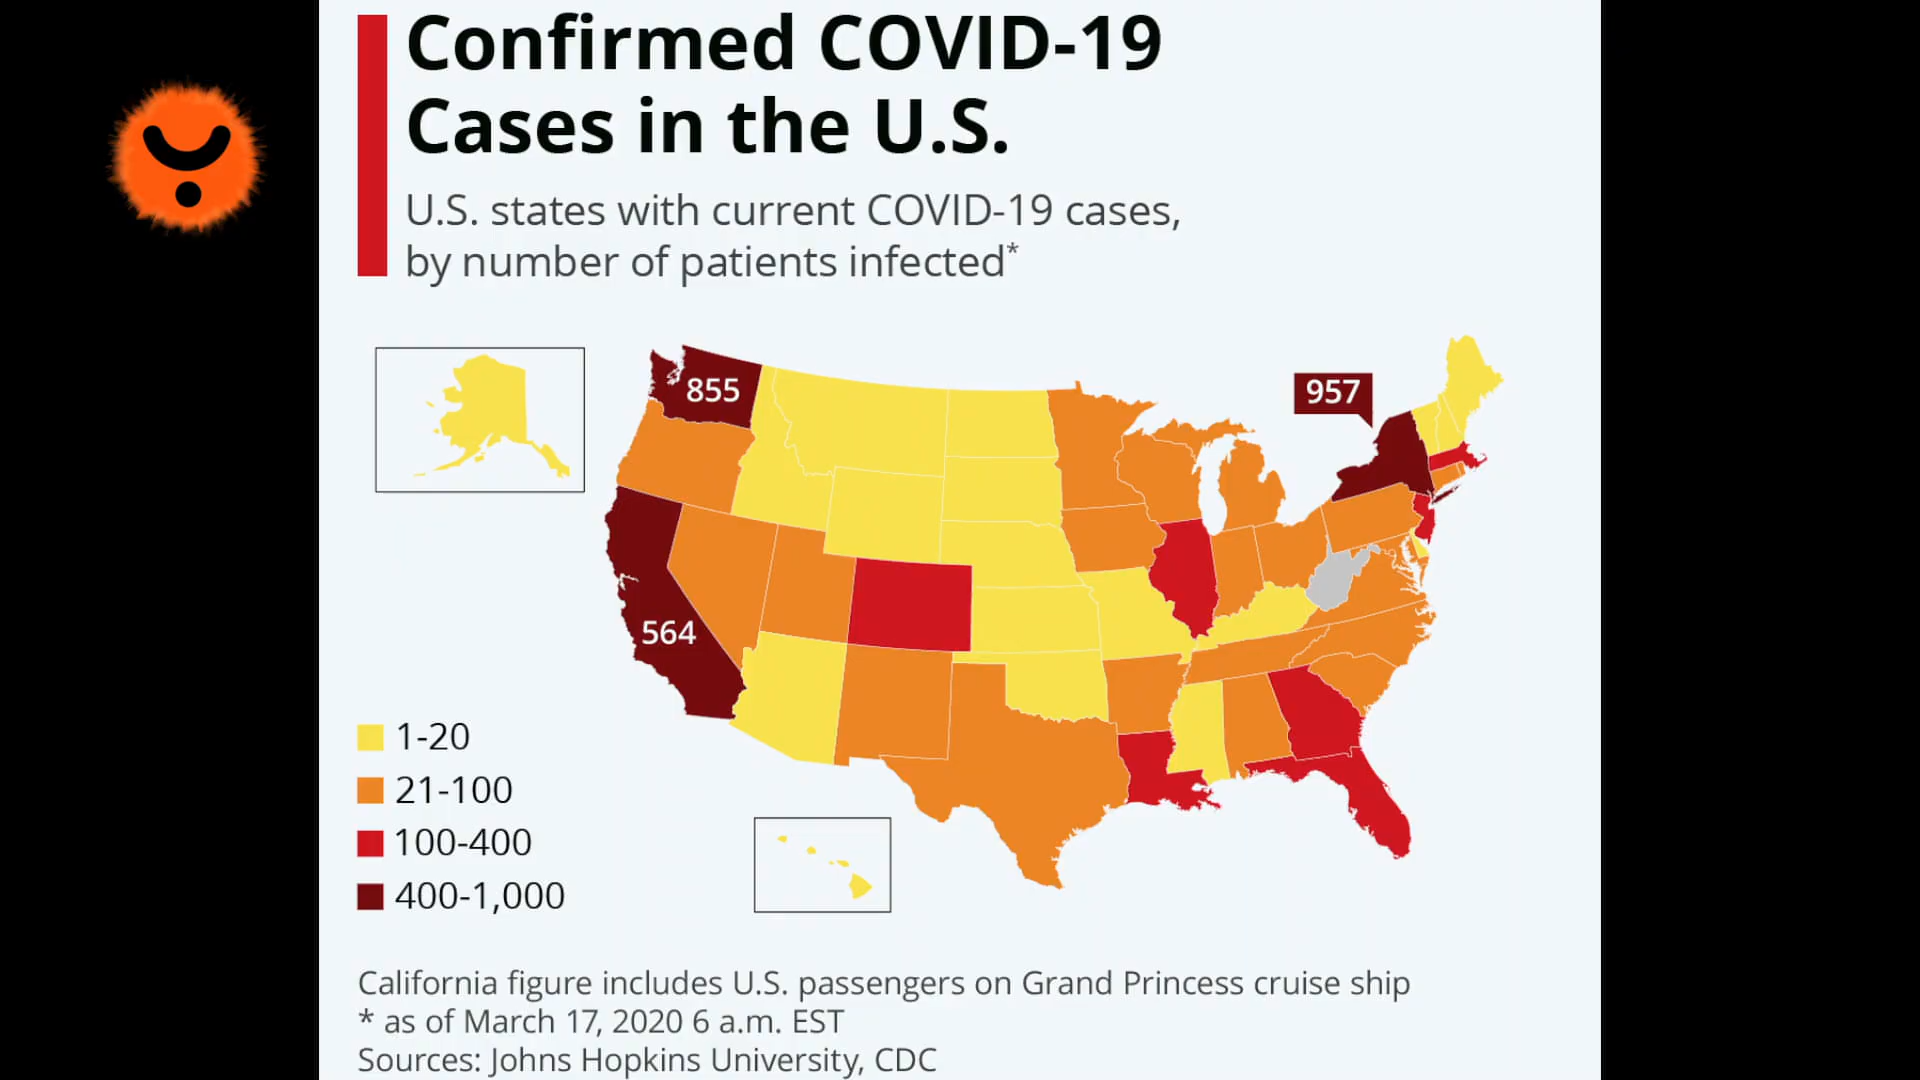 Confirmed COVID-19
Cases in the U.S.
U.S. states with current COVID-19 cases,
by number of patients infected*
855
957
564
1-20
21-100
100-400
400-1,000
California figure includes U.S. passengers on Grand Princess cruise ship
* as of March 17, 2020 6 a.m. EST
Sources: Johns Hopkins University, CDC